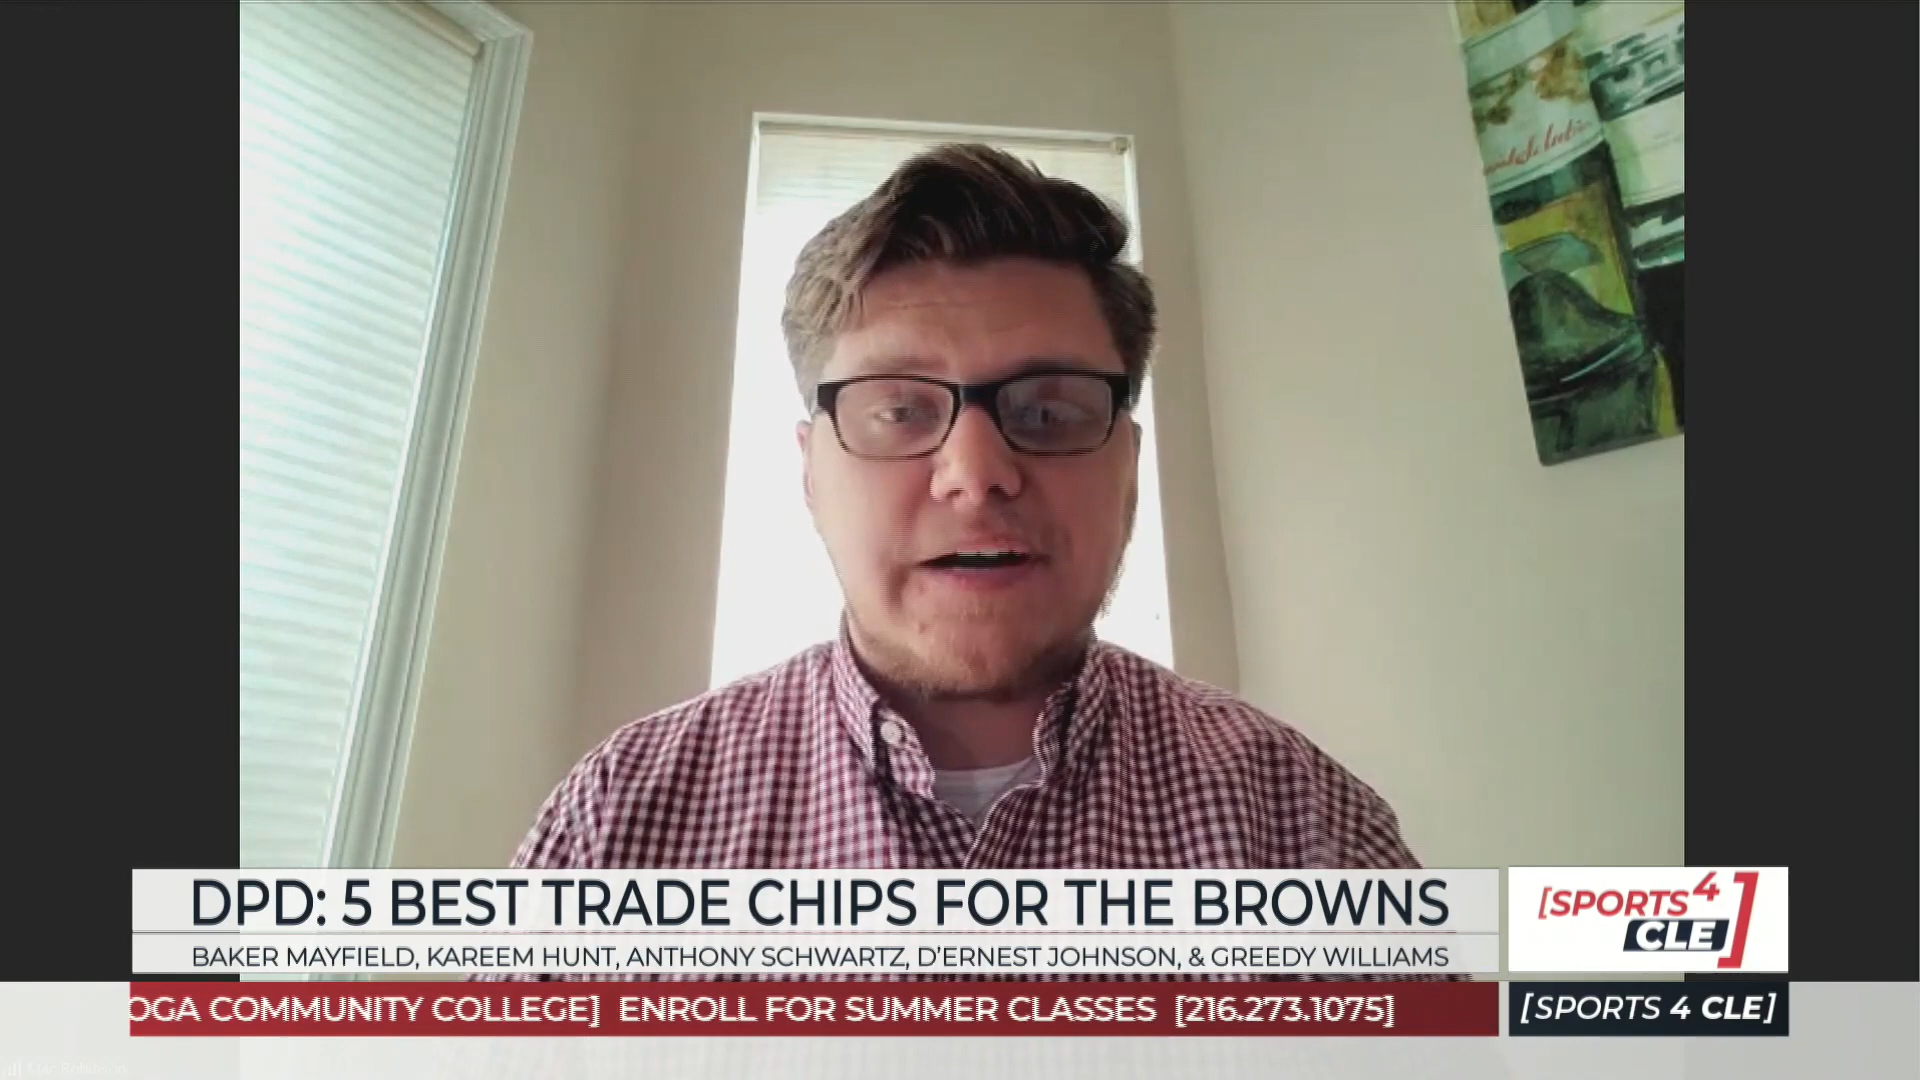 DPD: 5 BEST TRADE CHIPS FOR THE BROWNS
BAKER MAYFIELD, KAREEM HUNT, ANTHONY SCHWARTZ, D'ERNEST JOHNSON, & GREEDY WILLIAMS
[SPORTS 4
CLE]
OGA COMMUNITY COLLEGE] ENROLL FOR SUMMER CLASSES [216.273.1075]
[SPORTS 4 CLE]